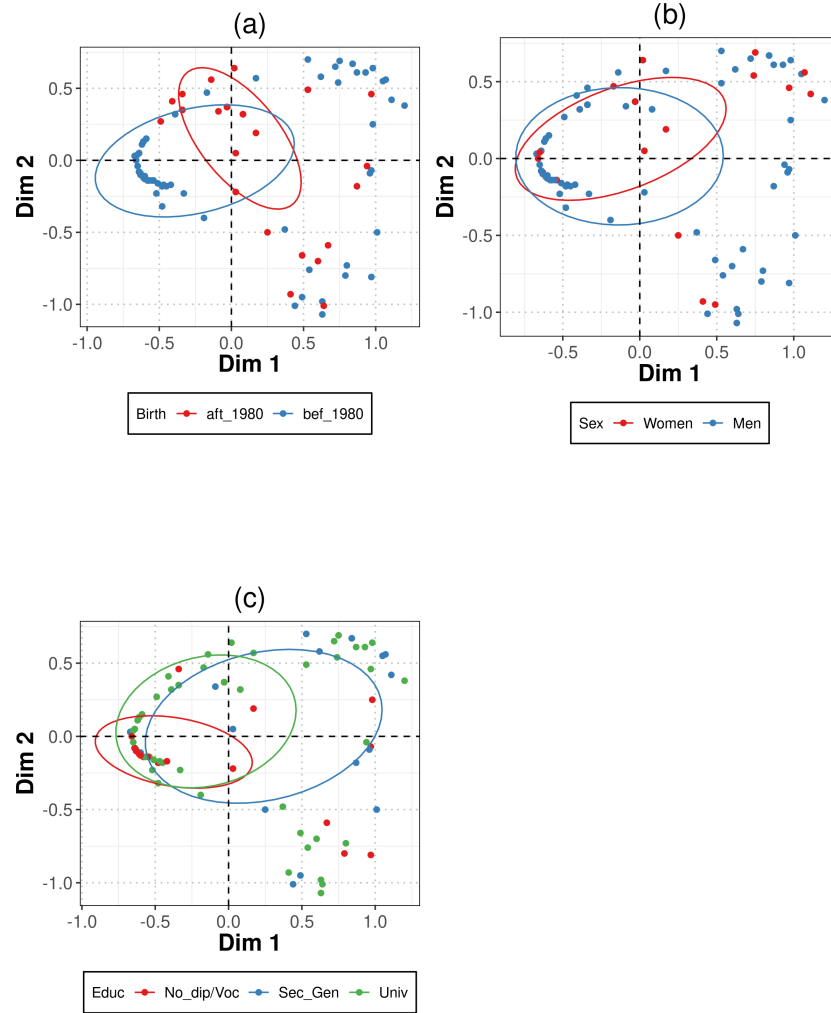 (a)
0.5
0.0
-0.5
-1.0
-1.0 -0.5 0.0 0.5 1.0
Dim 2
Dim 1
Birth aft_1980 bef_1980
(b)
0.5
0.0
-0.5
-1.0
-0.5 0.0 0.5 1.0
Dim 2
Dim 1
Sex Women Men
(c)
0.5
0.0
-0.5
-1.0
-1.0 -0.5 0.0 0.5 1.0
Dim 2
Dim 1
Educ No_dip/Voc Sec_Gen Univ